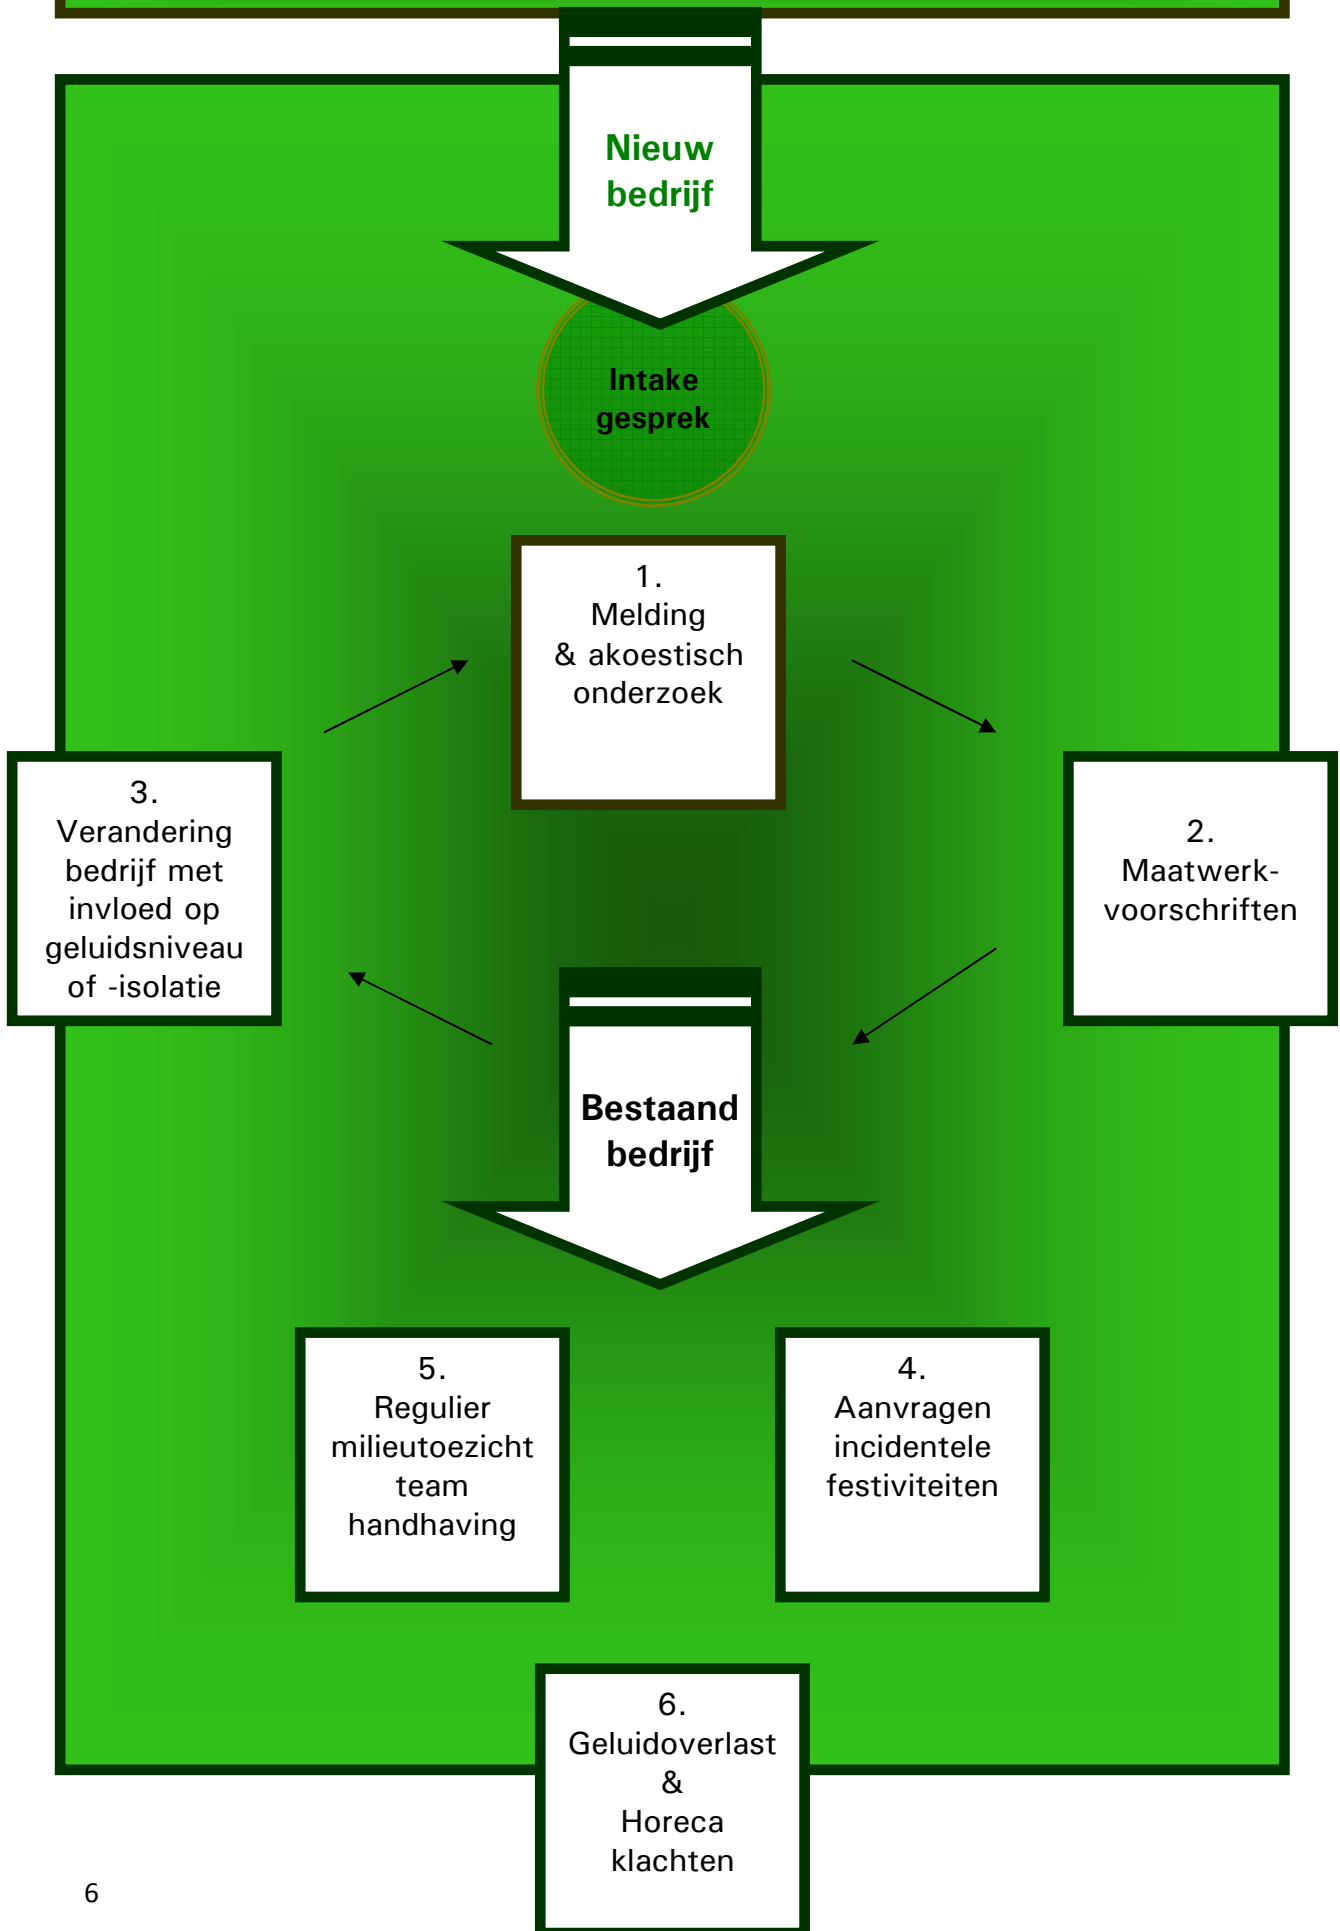 Nieuw
bedrijf
Intake
gesprek
1.
Melding
& akoestisch
onderzoek
3.
Verandering
bedrijf met
invloed op
geluidsniveau
of -isolatie
2.
Maatwerk-
voorschriften
Bestaand
bedrijf
5.
Regulier
milieutoezicht
team
handhaving
4.
Aanvragen
incidentele
festiviteiten
6.
Geluidoverlast
&
Horeca
klachten
6